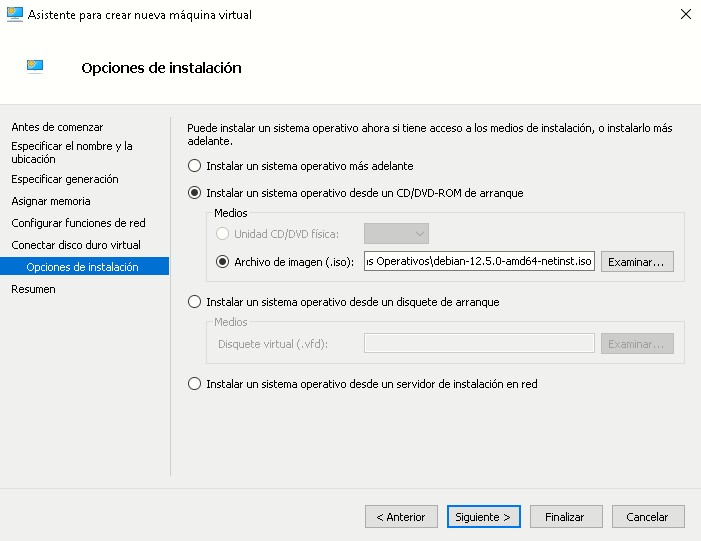 Asistente para crear nueva máquina virtual
Opciones de instalación
Antes de comenzar
Especificar el nombre y la
ubicación
Especificar generación
Asignar memoria
Configurar funciones de red
Conectar disco duro virtual
Opciones de instalación
Resumen
Puede instalar un sistema operativo ahora si tiene acceso a los medios de instalación, o instalarlo más
adelante.
Instalar un sistema operativo más adelante
Instalar un sistema operativo desde un CD/DVD-ROM de arranque
Medios
Unidad CD/DVD física:
Archivo de imagen (.iso): s Operativos\debian-12.5.0-amd64-netinst.iso Examinar...
Instalar un sistema operativo desde un disquete de arranque
Medios
Disquete virtual (.vfd): Examinar...
Instalar un sistema operativo desde un servidor de instalación en red
< Anterior Siguiente > Finalizar Cancelar